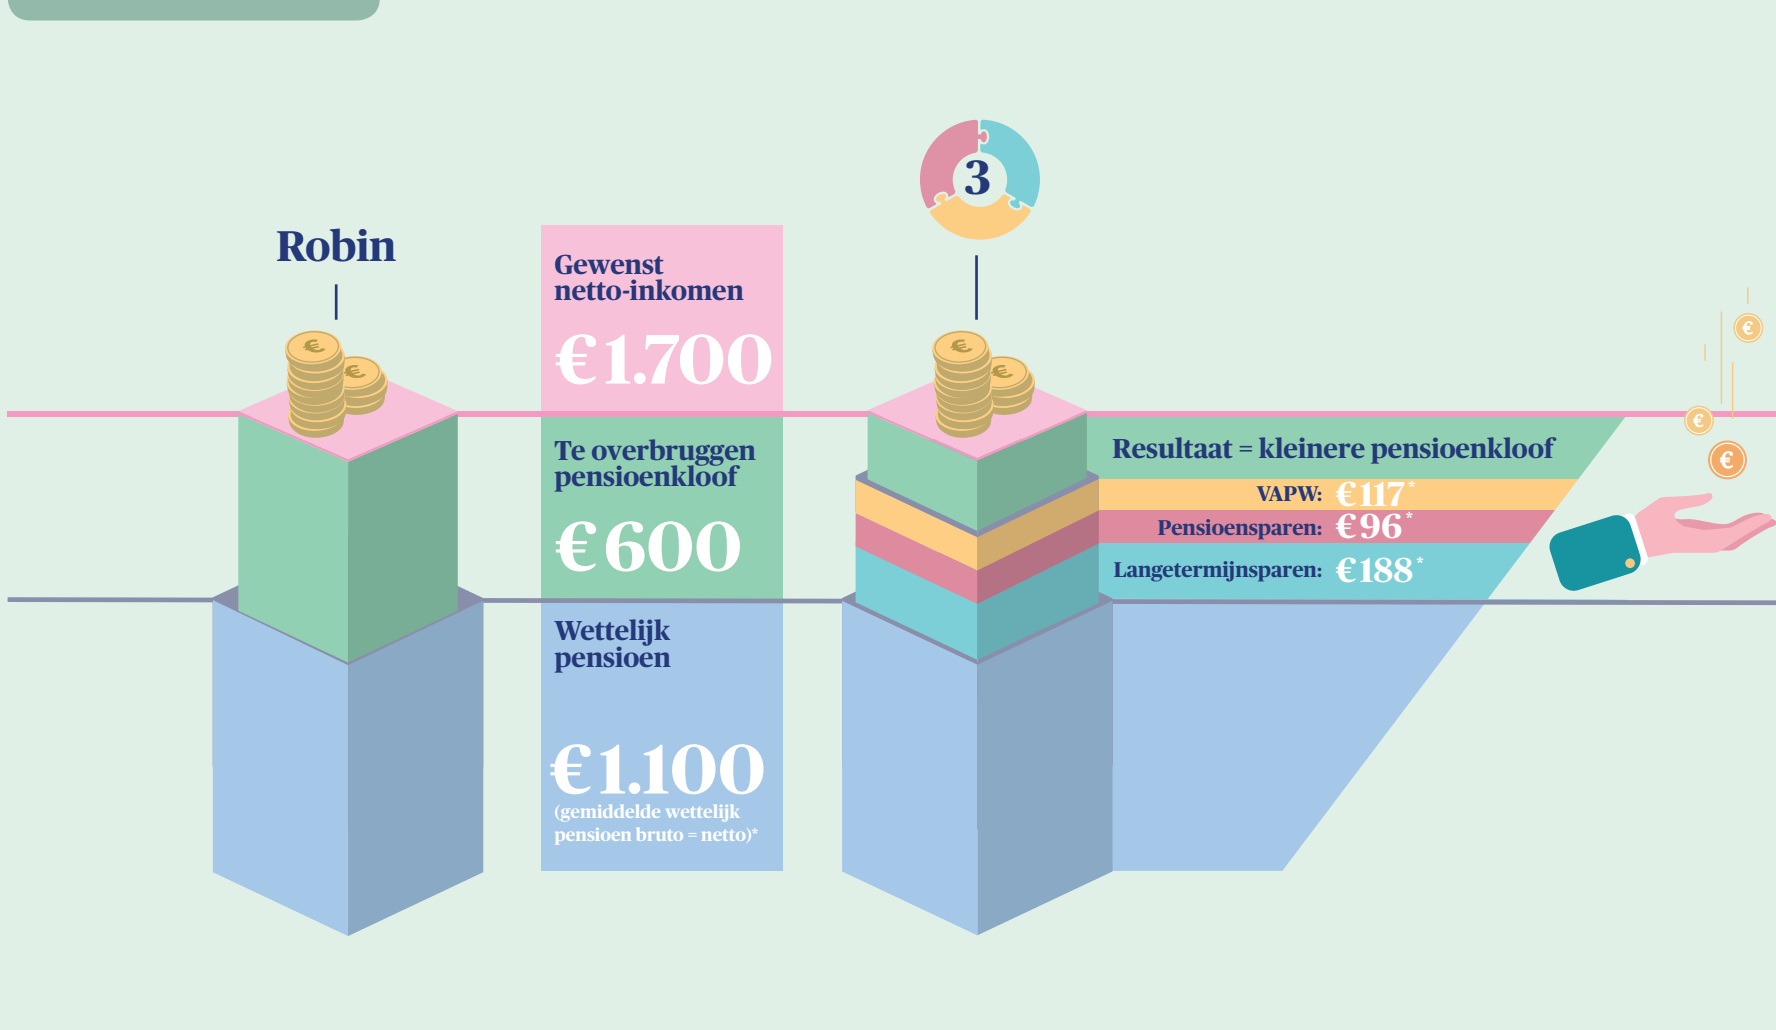 Robin
Gewenst
netto-inkomen
€ 1.700
Te overbruggen
pensioenkloof
€ 600
Wettelijk
pensioen
€ 1.100
(gemiddelde wettelijk
pensioen bruto = netto)*
3
€
€
€
€
Resultaat = kleinere pensioenkloof
VAPW: € 117*
Pensioensparen: € 96*
Langetermijnsparen: € 188*
€
€
€